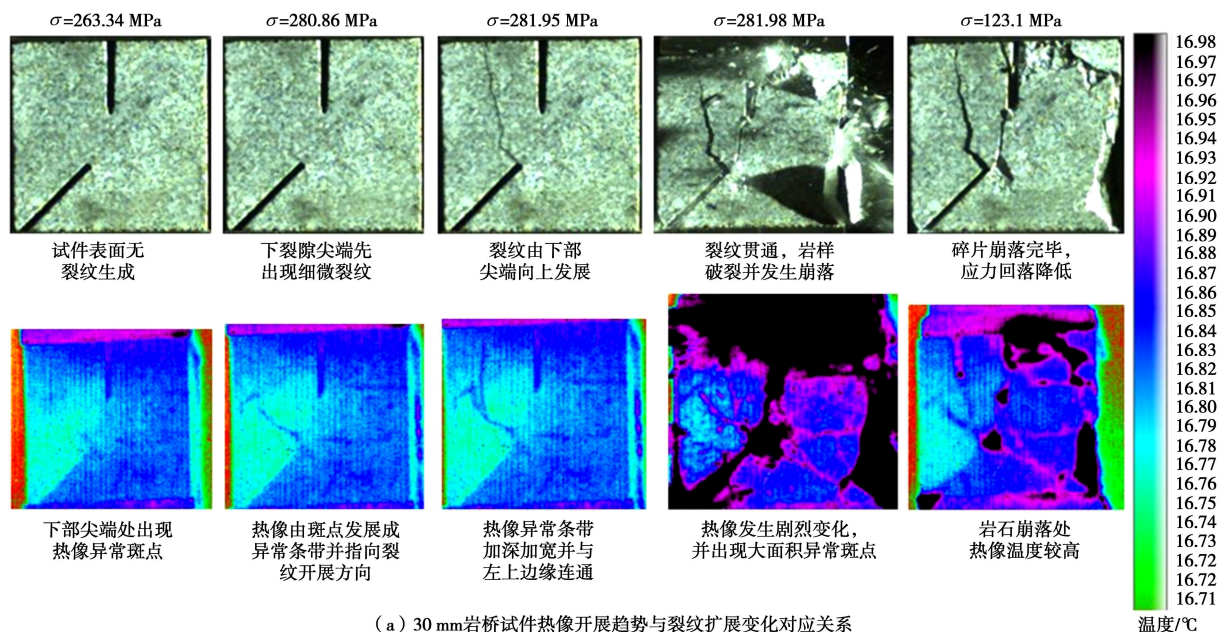 σ=263.34 MPa
σ=280.86 MPa
σ=281.95 MPa
σ=281.98 MPa
σ=123.1 MPa
试件表面无
裂纹生成
下裂隙尖端先
出现细微裂纹
裂纹由下部
尖端向上发展
裂纹贯通，岩样
破裂并发生崩落
碎片崩落完毕，
应力回落降低
下部尖端处出现
热像异常斑点
热像由斑点发展成
异常条带并指向裂
纹开展方向
热像异常条带
加深加宽并与
左上边缘连通
热像发生剧烈变化，
并出现大面积异常斑点
岩石崩落处
热像温度较高
16.98
16.97
16.97
16.96
16.95
16.94
16.93
16.92
16.91
16.90
16.89
16.88
16.87
16.86
16.85
16.84
16.83
16.82
16.81
16.80
16.79
16.78
16.77
16.76
16.75
16.74
16.73
16.72
16.72
16.71
温度/℃
（a）30 mm岩桥试件热像开展趋势与裂纹扩展变化对应关系